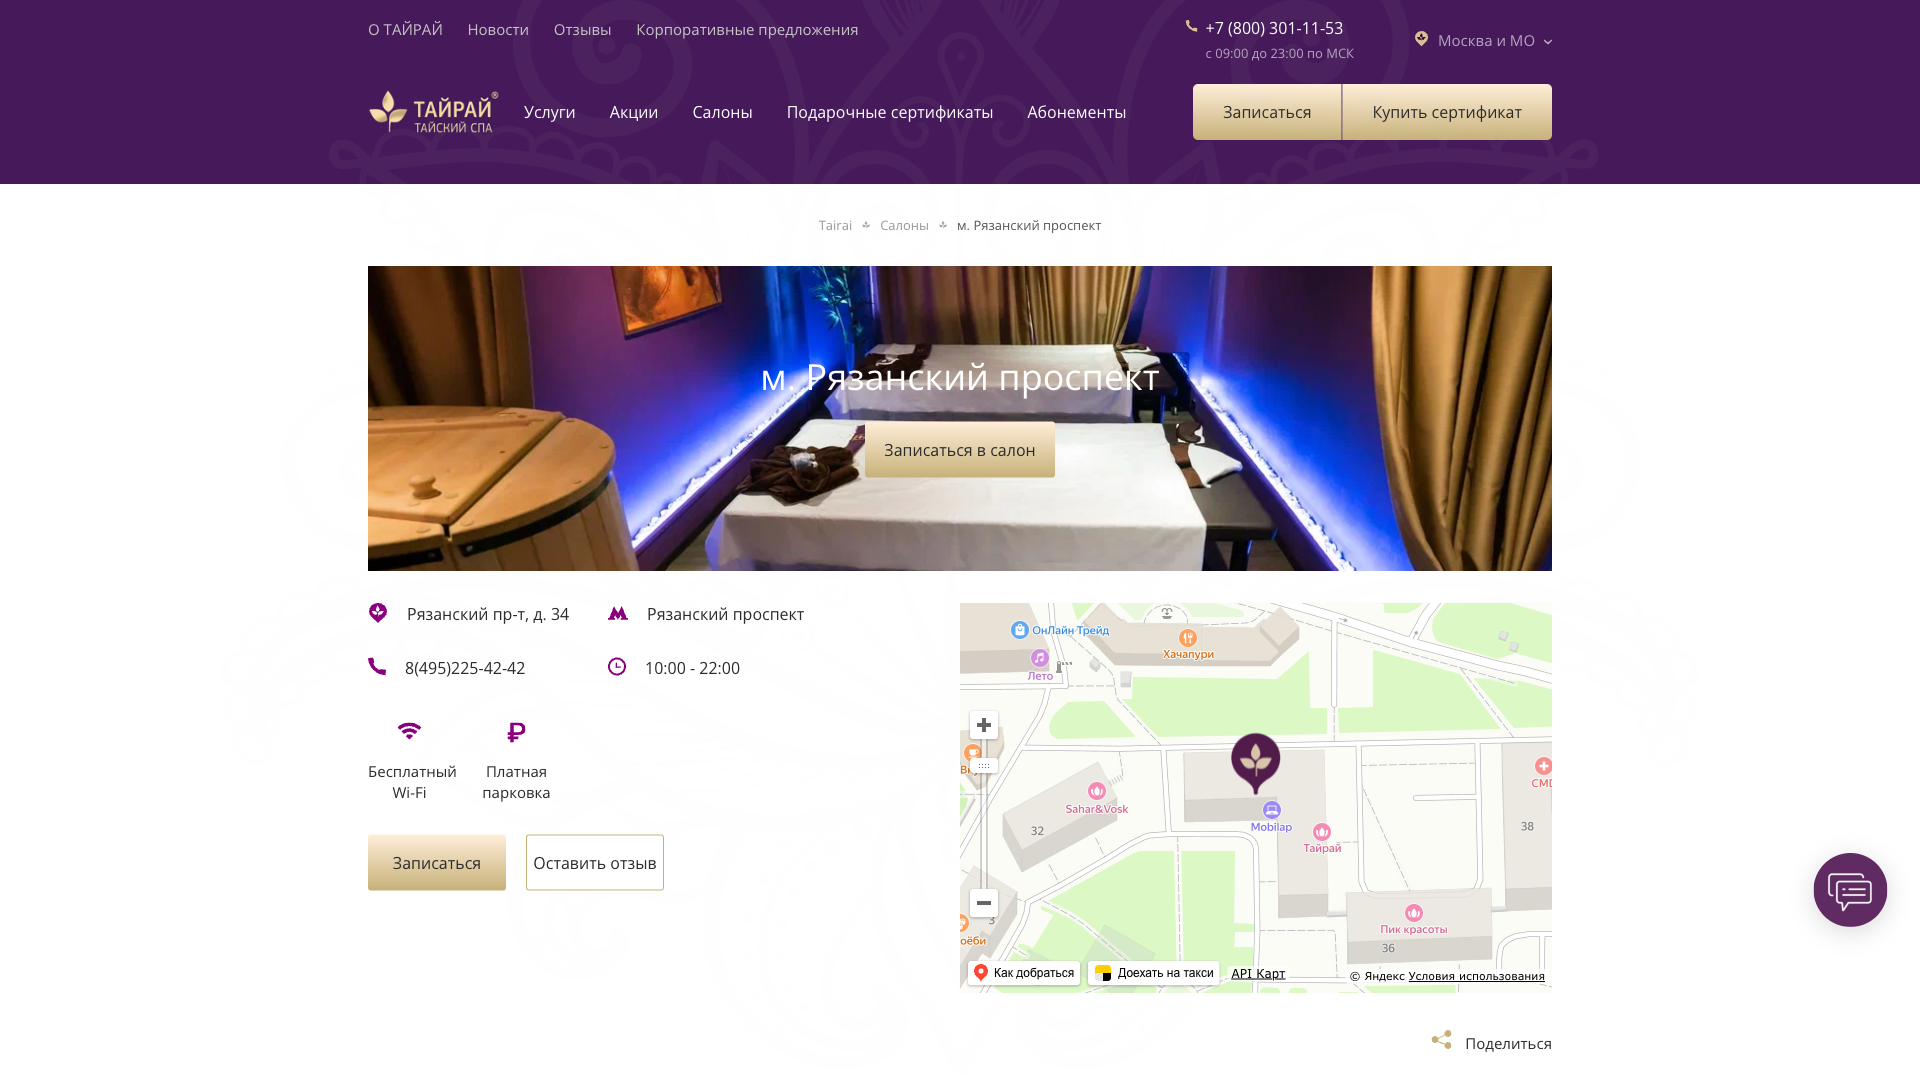 О ТАЙРАЙ Новости Отзывы Корпоративные предложения
+7 (800) 301-11-53
с 09:00 до 23:00 по МСК
Москва и МО
ТАЙРАЙ®
ТАЙСКИЙ СПА
Услуги Акции Салоны Подарочные сертификаты Абонементы
Записаться Купить сертификат
Tairai Салоны м. Рязанский проспект
м. Рязанский проспект
Записаться в салон
Рязанский пр-т, д. 34
Рязанский проспект
8(495)225-42-42
10:00 - 22:00
Бесплатный
Wi-Fi
Платная
парковка
Записаться
Оставить отзыв
ОнЛайн Трейд
Хачапури
Лето
Sahar&Vosk
32
Mobilap
Тайрай
38
3
Пик красоты
36
Как добраться
Доехать на такси
API Карт
© Яндекс Условия использования
Поделиться